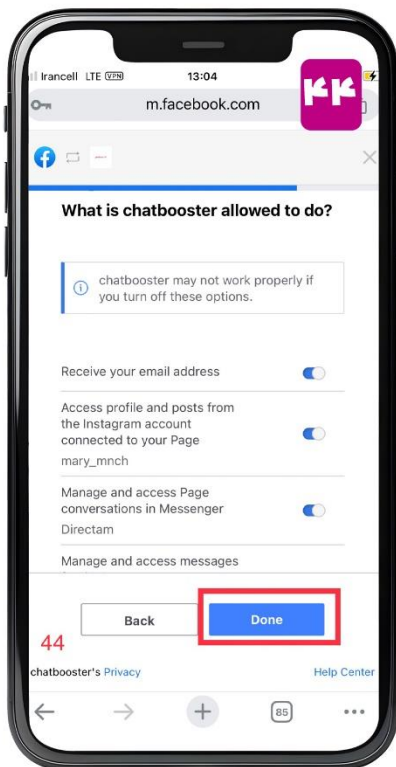 Irancell LTE VPN 13:04
m.facebook.com
What is chatbooster allowed to do?
chatbooster may not work properly if
you turn off these options.
Receive your email address
Access profile and posts from
the Instagram account
connected to your Page
mary_mnch
Manage and access Page
conversations in Messenger
Directam
Manage and access messages
Back Done
44
chatbooster's Privacy Help Center
85